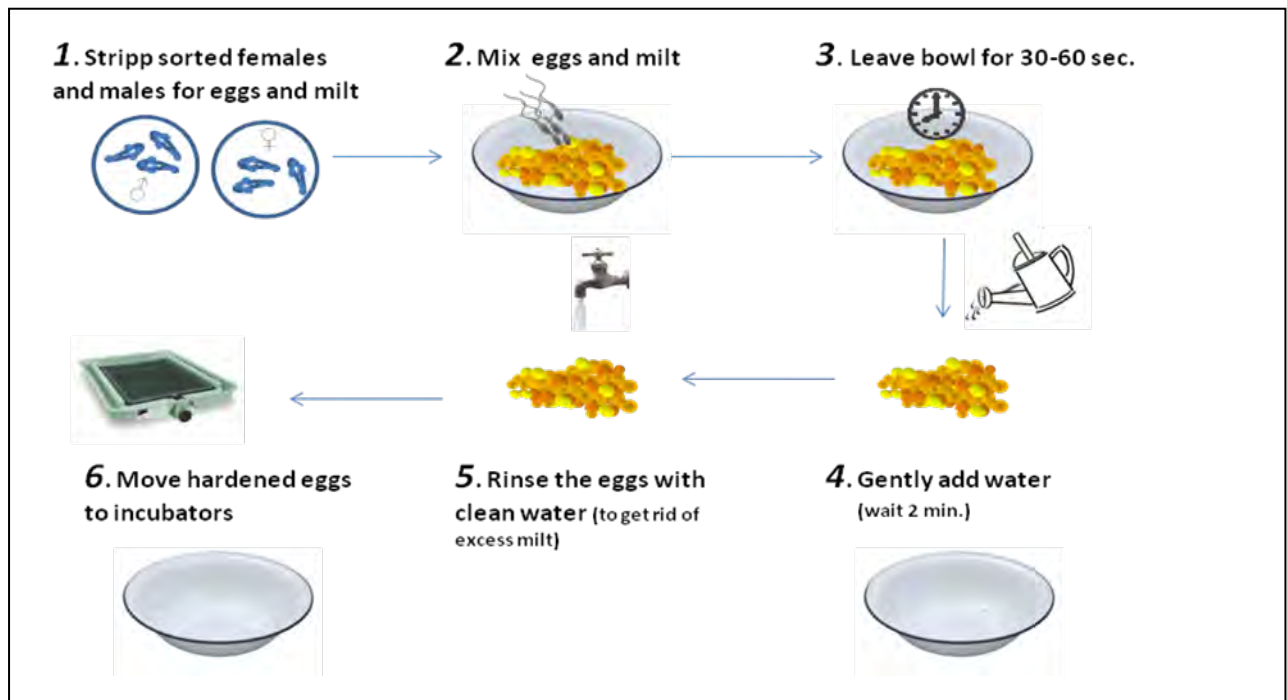 1. Stripp sorted females
and males for eggs and milt
2. Mix eggs and milt
3. Leave bowl for 30-60 sec.
4. Gently add water
(wait 2 min.)
5. Rinse the eggs with
clean water (to get rid of
excess milt)
6. Move hardened eggs
to incubators